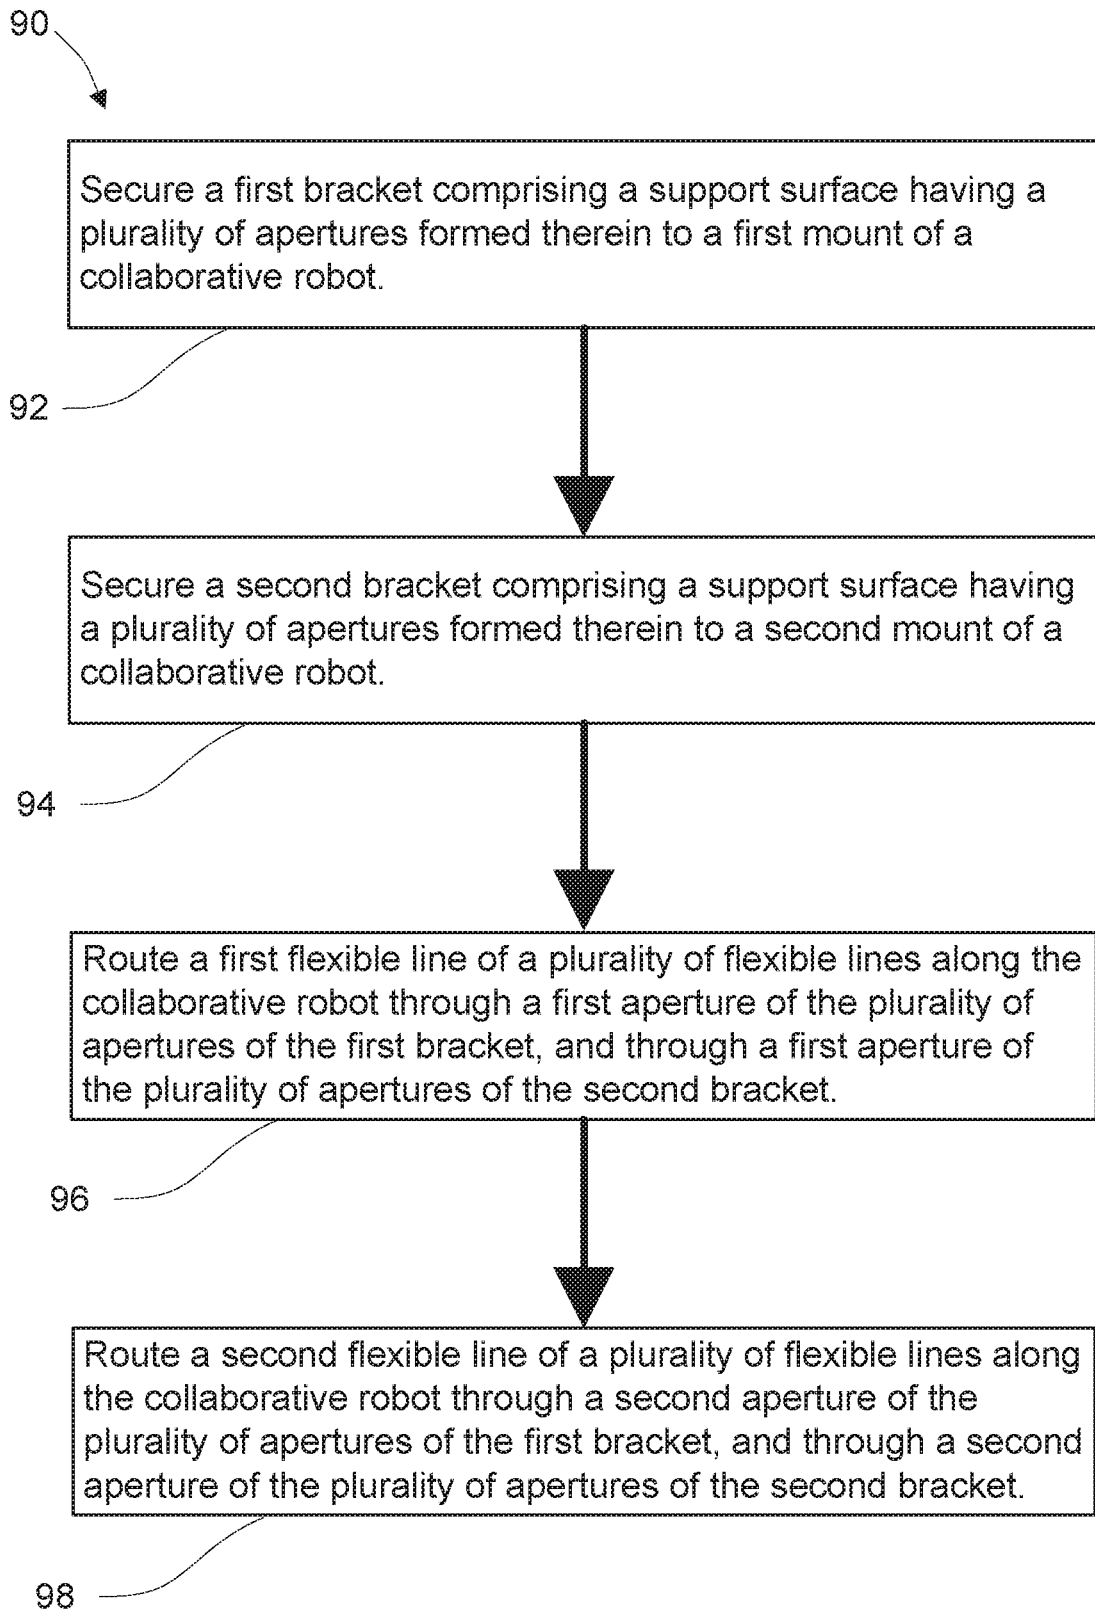 90
Secure a first bracket comprising a support surface having a
plurality of apertures formed therein to a first mount of a
collaborative robot.
92
Secure a second bracket comprising a support surface having
a plurality of apertures formed therein to a second mount of a
collaborative robot.
94
Route a first flexible line of a plurality of flexible lines along the
collaborative robot through a first aperture of the plurality of
apertures of the first bracket, and through a first aperture of
the plurality of apertures of the second bracket.
96
Route a second flexible line of a plurality of flexible lines along
the collaborative robot through a second aperture of the
plurality of apertures of the first bracket, and through a second
aperture of the plurality of apertures of the second bracket.
98